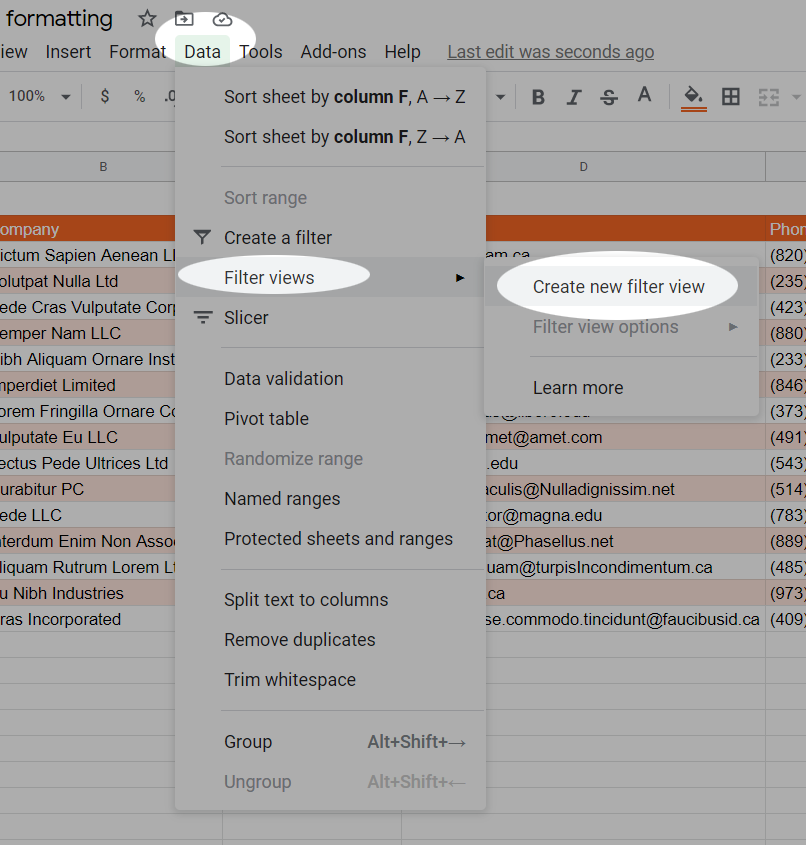 formatting
iew Insert Format Data Tools Add-ons Help Last edit was seconds ago
100% $ % .0 B I S A
Sort sheet by column F, A → Z
Sort sheet by column F, Z → A
B D
Sort range
ompany Phon
Create a filter
ictum Sapien Aenean LL am.ca (820)
Filter views ►
olutpat Nulla Ltd (235)
Create new filter view
ede Cras Vulputate Corp (423)
Slicer
Filter view options ►
emper Nam LLC (880)
ibh Aliquam Ornare Inst (233)
Data validation
Learn more
mperdiet Limited (846)
orem Fringilla Ornare Co (373)
Pivot table
ulputate Eu LLC met@amet.com (491)
Randomize range
ectus Pede Ultrices Ltd .edu (543)
urabitur PC aculis@Nulladignissim.net (514)
Named ranges
ede LLC tor@magna.edu (783)
Protected sheets and ranges
nterdum Enim Non Assoc at@Phasellus.net (889)
liquam Rutrum Lorem Lt uam@turpisIncondimentum.ca (485)
u Nibh Industries .ca (973)
Split text to columns
ras Incorporated se.commodo.tincidunt@faucibusid.ca (409)
Remove duplicates
Trim whitespace
Group Alt+Shift+→
Ungroup Alt+Shift+←